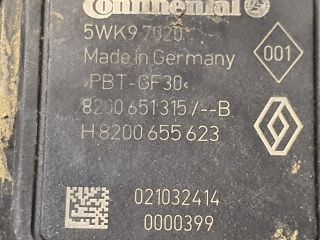 Continental
5WK9 7020
Made in Germany
001
>PBT-GF30<
8200 651 315 /--B
H 8200 655 623
021032414
0000399